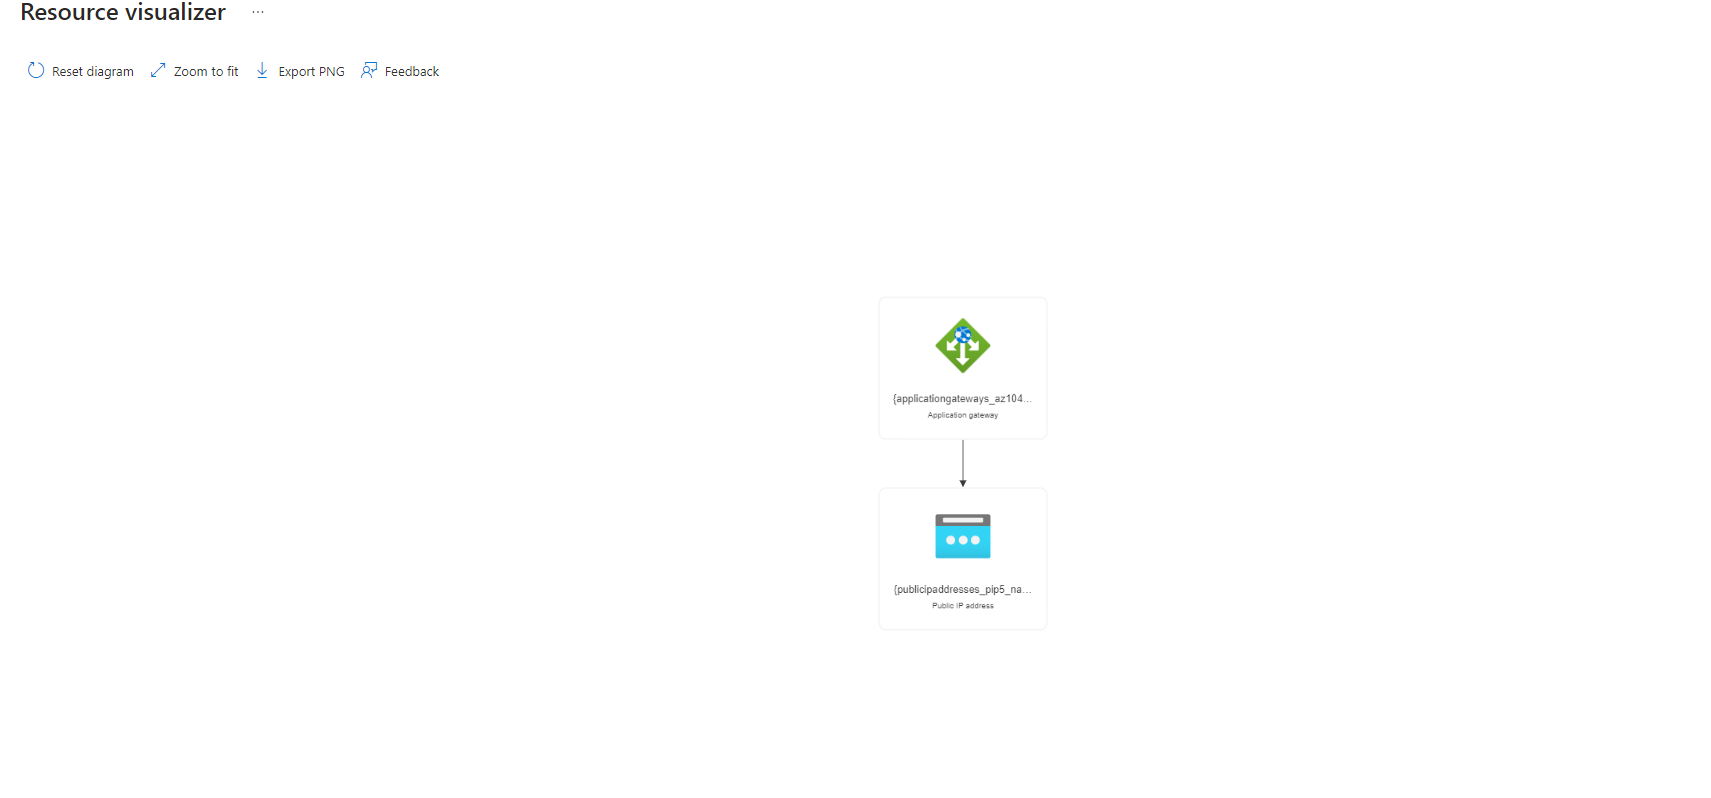 Resource visualizer ...
Reset diagram Zoom to fit Export PNG Feedback
{applicationgateways_az104...
Application gateway
{publicipaddresses_pip5_na...
Public IP address